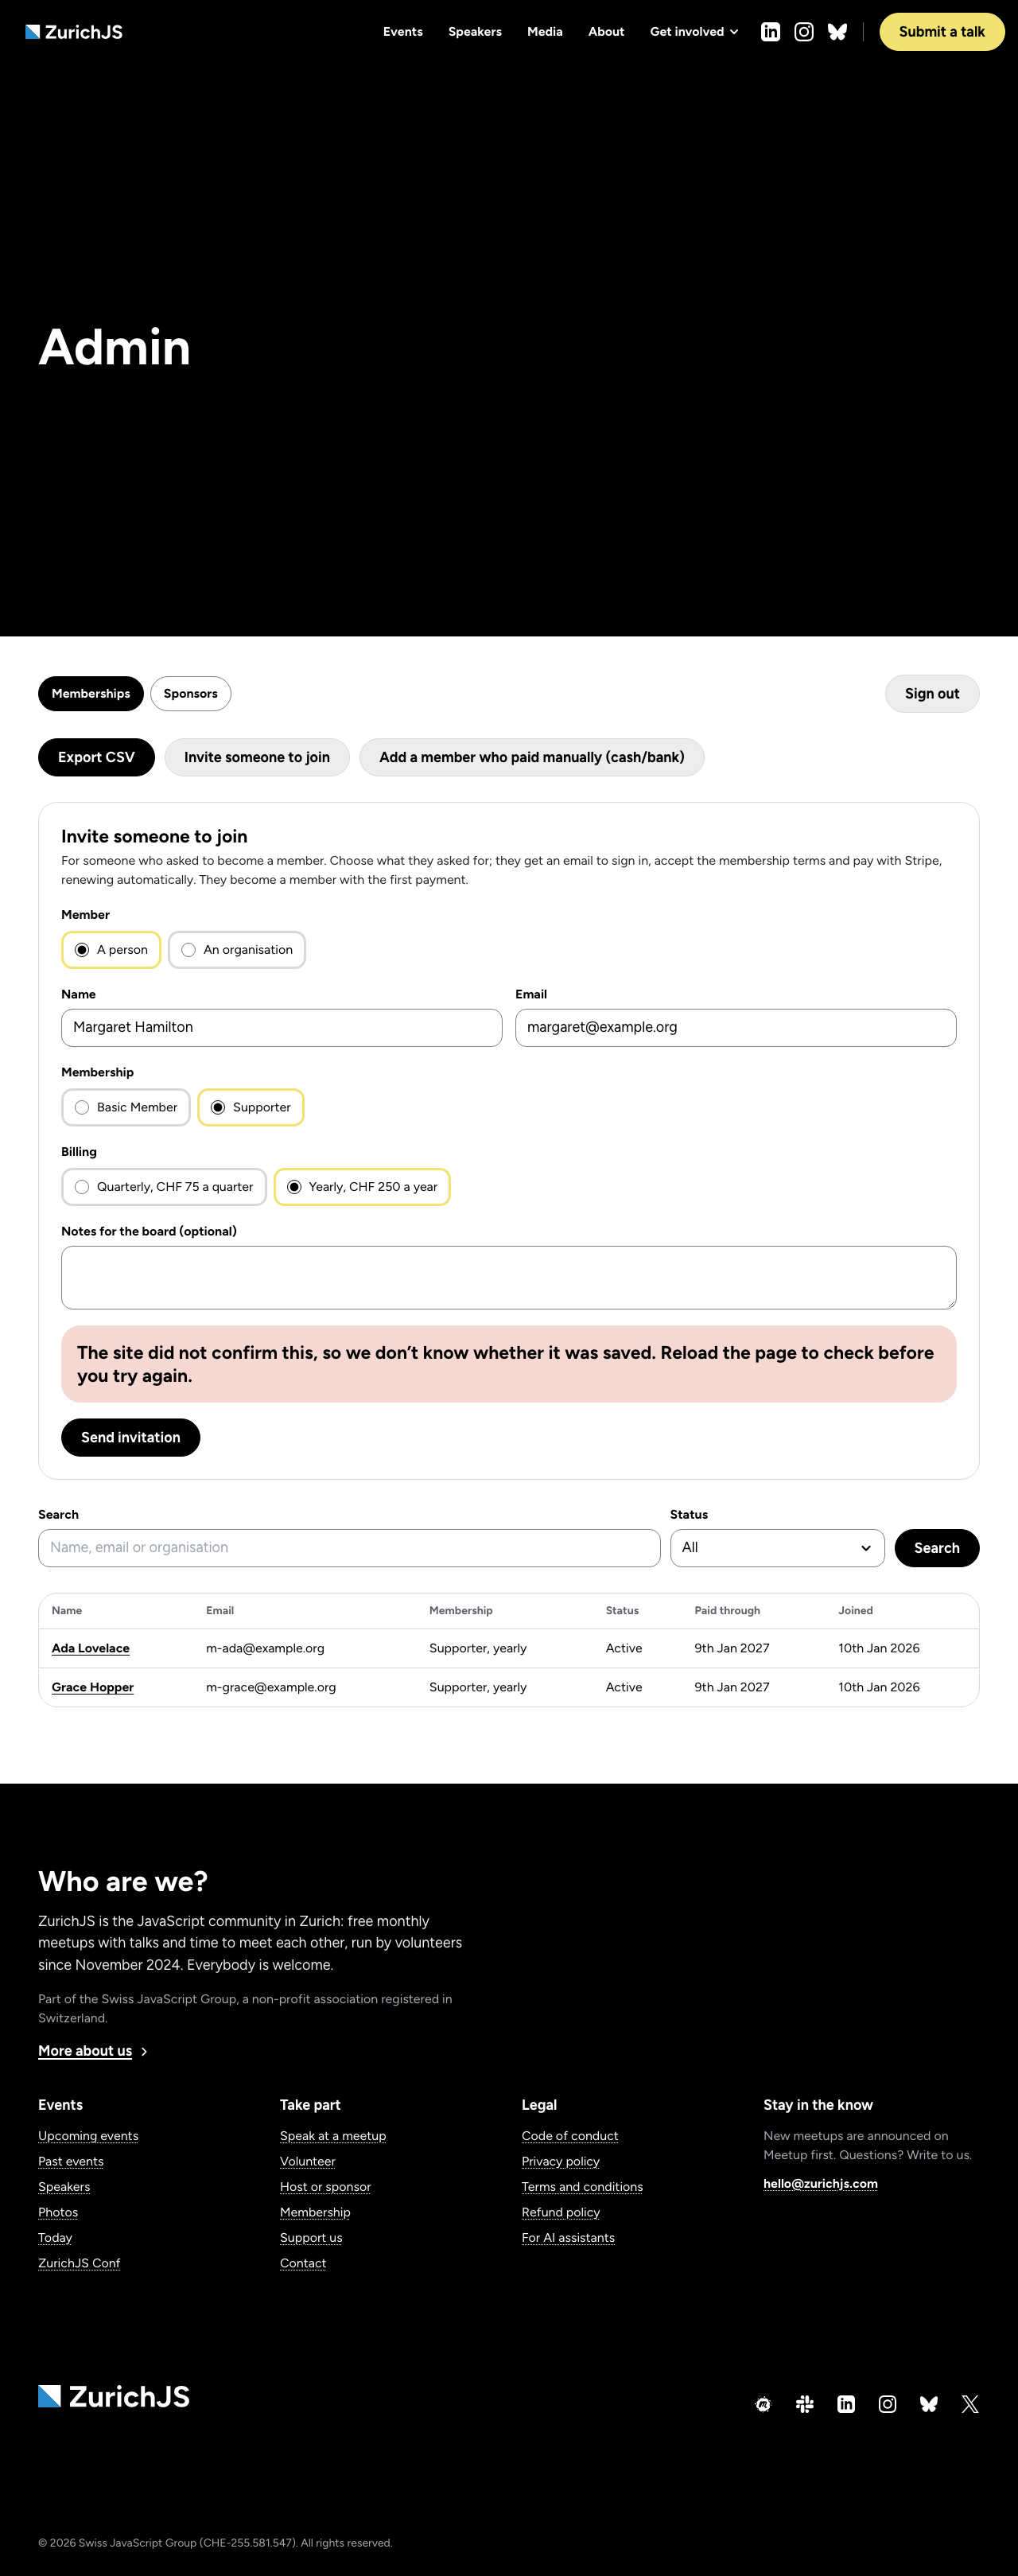 ZurichJS
Events
Speakers
Media
About
Get involved
Submit a talk
Admin
Memberships
Sponsors
Sign out
Export CSV
Invite someone to join
Add a member who paid manually (cash/bank)
Invite someone to join
For someone who asked to become a member. Choose what they asked for; they get an email to sign in, accept the membership terms and pay with Stripe,
renewing automatically. They become a member with the first payment.
Member
A person
An organisation
Name
Email
Margaret Hamilton
margaret@example.org
Membership
Basic Member
Supporter
Billing
Quarterly, CHF 75 a quarter
Yearly, CHF 250 a year
Notes for the board (optional)
The site did not confirm this, so we don’t know whether it was saved. Reload the page to check before
you try again.
Send invitation
Search
Status
Name, email or organisation
All
Search
Name Email Membership Status Paid through Joined
Ada Lovelace m-ada@example.org Supporter, yearly Active 9th Jan 2027 10th Jan 2026
Grace Hopper m-grace@example.org Supporter, yearly Active 9th Jan 2027 10th Jan 2026
Who are we?
ZurichJS is the JavaScript community in Zurich: free monthly
meetups with talks and time to meet each other, run by volunteers
since November 2024. Everybody is welcome.
Part of the Swiss JavaScript Group, a non-profit association registered in
Switzerland.
More about us
Events
Upcoming events
Past events
Speakers
Photos
Today
ZurichJS Conf
Take part
Speak at a meetup
Volunteer
Host or sponsor
Membership
Support us
Contact
Legal
Code of conduct
Privacy policy
Terms and conditions
Refund policy
For AI assistants
Stay in the know
New meetups are announced on
Meetup first. Questions? Write to us.
hello@zurichjs.com
ZurichJS
© 2026 Swiss JavaScript Group (CHE-255.581.547). All rights reserved.